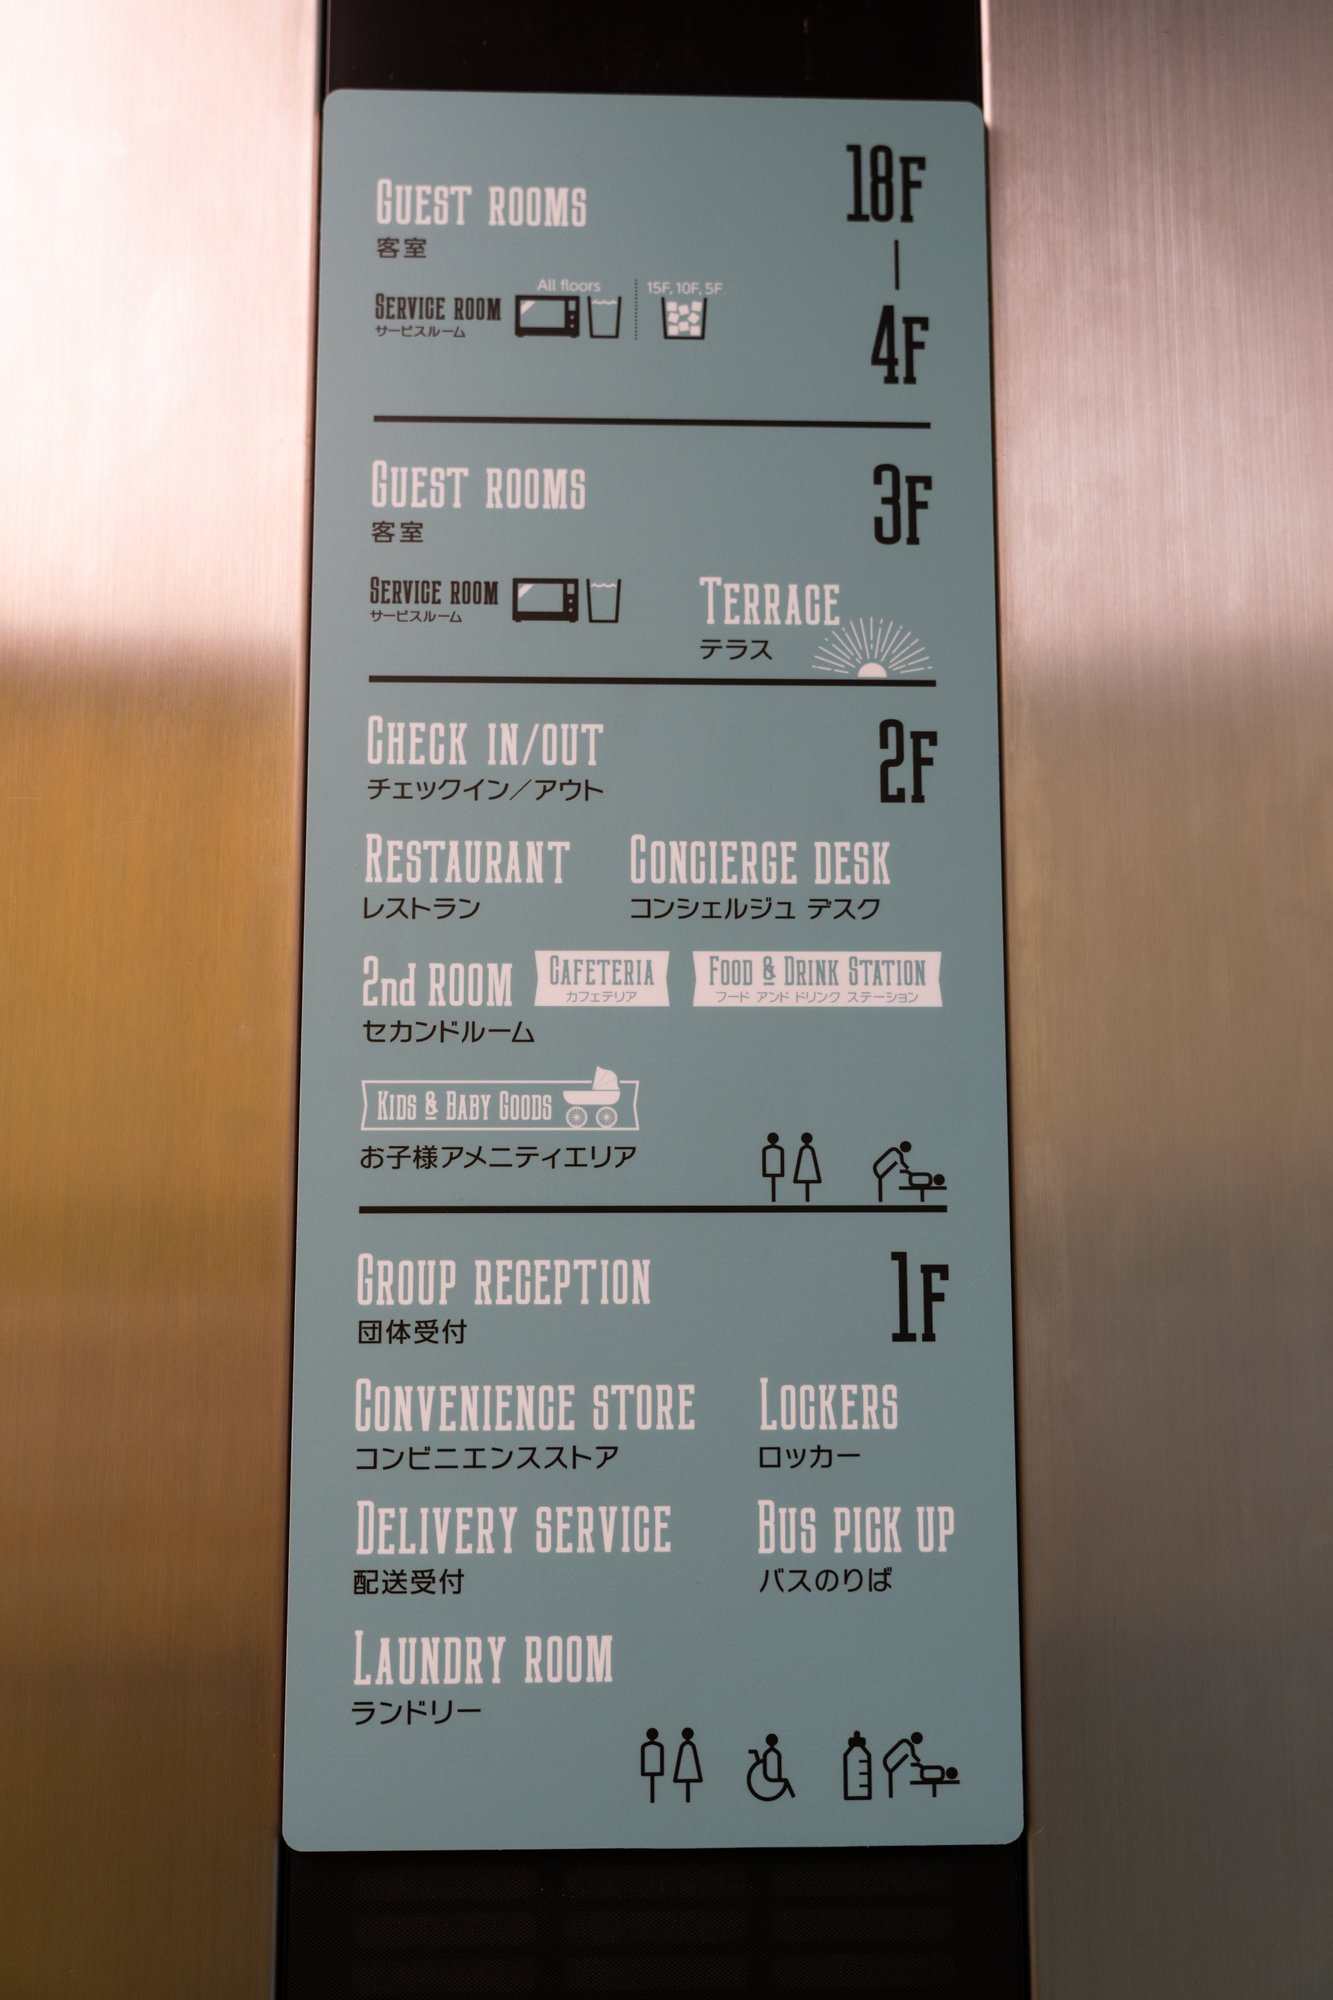 GUEST ROOMS
18F
客室
All floors 15F, 10F, 5F
SERVICE ROOM
サービスルーム
4F
GUEST ROOMS
3F
客室
SERVICE ROOM
サービスルーム
TERRACE
テラス
CHECK IN/OUT
2F
チェックイン／アウト
RESTAURANT
レストラン
CONCIERGE DESK
コンシェルジュ デスク
2nd ROOM
セカンドルーム
CAFETERIA
カフェテリア
FOOD & DRINK STATION
フード アンド ドリンク ステーション
KIDS & BABY GOODS
お子様アメニティエリア
GROUP RECEPTION
1F
団体受付
CONVENIENCE STORE
コンビニエンスストア
LOCKERS
ロッカー
DELIVERY SERVICE
配送受付
BUS PICK UP
バスのりば
LAUNDRY ROOM
ランドリー